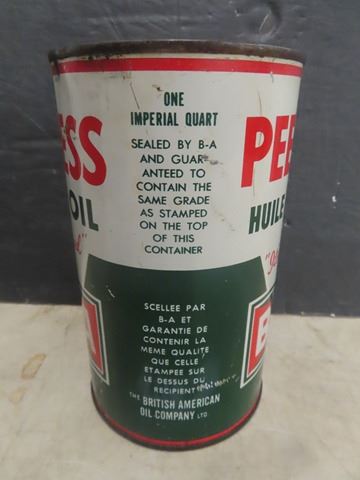 ESS
OIL
ONE
IMPERIAL QUART
SEALED BY B-A
AND GUAR-
ANTEED TO
CONTAIN THE
SAME GRADE
AS STAMPED
ON THE TOP
OF THIS
CONTAINER
SCELLEE PAR
B-A ET
GARANTIE DE
CONTENIR LA
MEME QUALITE
QUE CELLE
ETAMPEE SUR
LE DESSUS DU
RECIPIENT
THE BRITISH AMERICAN
OIL COMPANY LTD.
PEE
HUILE